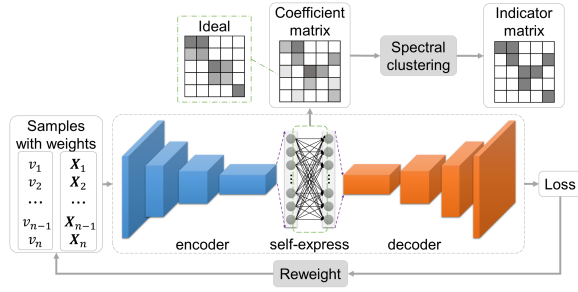 Ideal
Coefficient
matrix
Spectral
clustering
Indicator
matrix
Samples
with weights
v₁ X₁
v₂ X₂
... ...
vₙ₋₁ Xₙ₋₁
vₙ Xₙ
encoder
self-express
decoder
Loss
Reweight